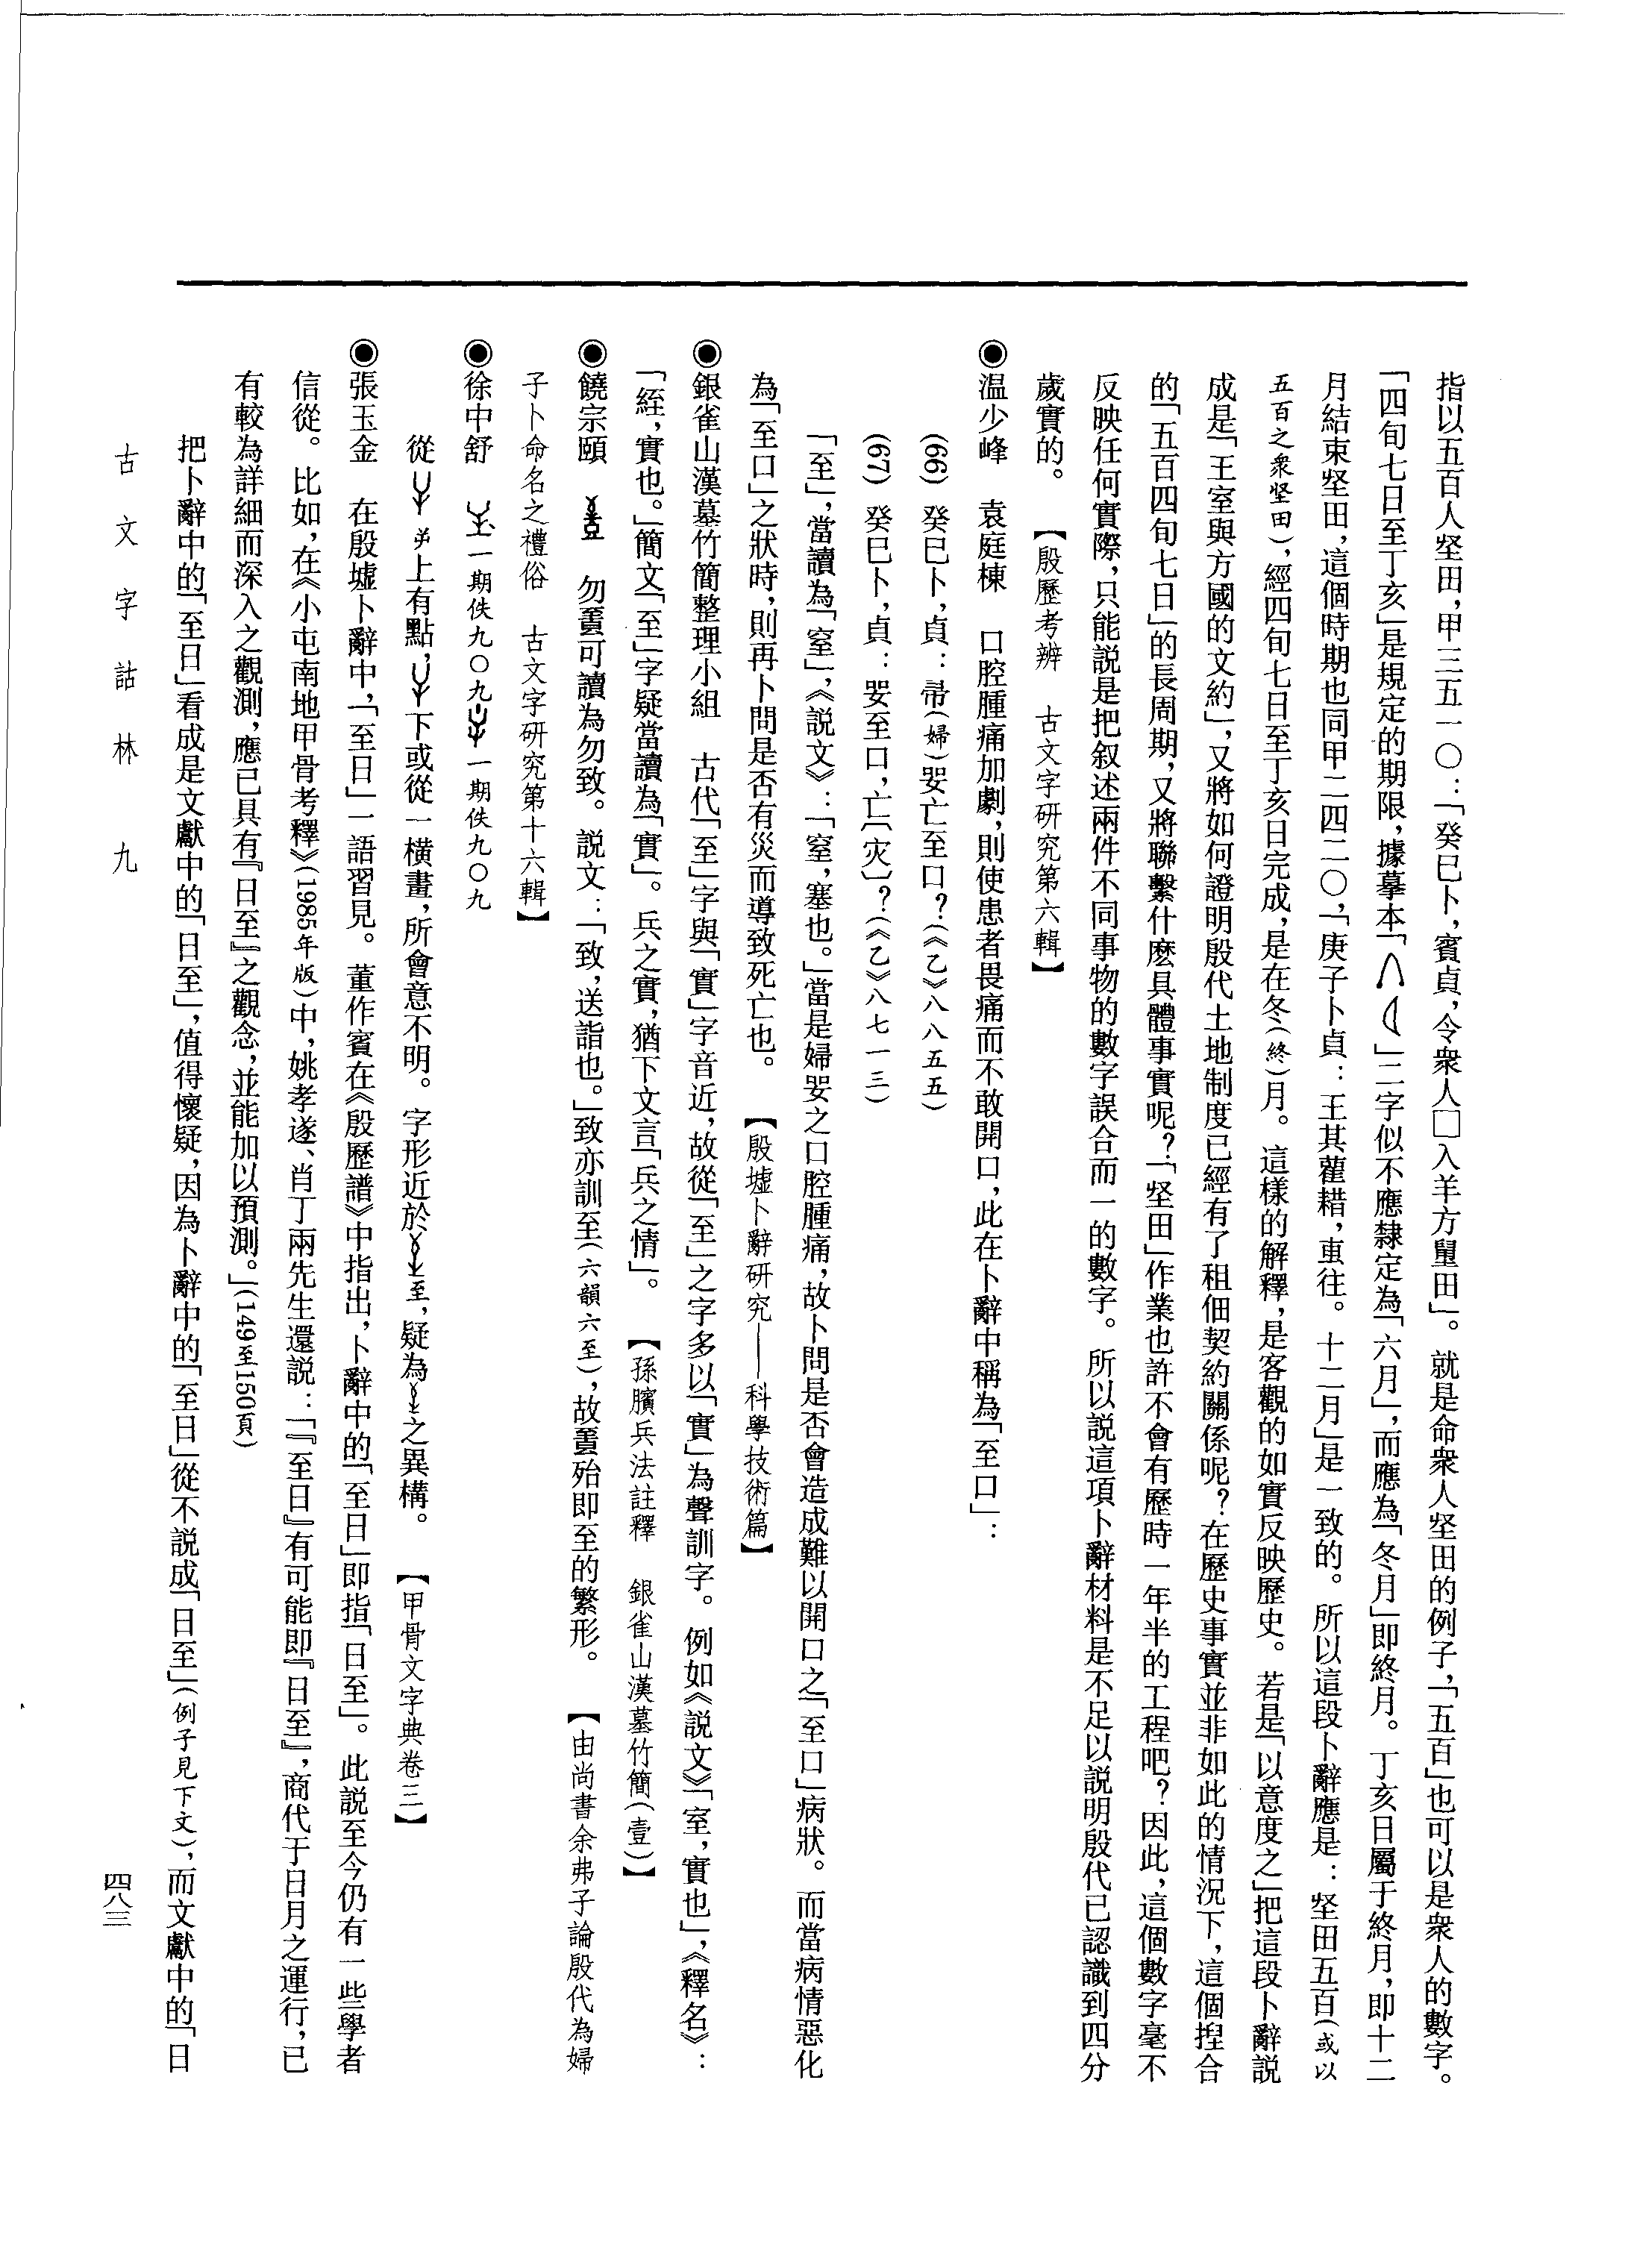 指以五百人坚田，甲三五一〇：「癸巳卜，賓貞，令衆人□入羊方𡍮田」。就是命衆人坚田的例子，「五百」也可以是衆人的數字。
「四旬七日至丁亥」是規定的期限，據摹本「」二字似不應隸定為「六月」，而應為「冬月」即終月。丁亥日屬于終月，即十二
月結束坚田，這個時期也同甲二四二〇，「庚子卜貞：王其雚耤，叀往。十二月」是一致的。所以這段卜辭應是：坚田五百（或以
五百之衆坚田），經四旬七日至丁亥日完成，是在冬（終）月。這樣的解釋，是客觀的如實反映歷史。若是「以意度之」把這段卜辭説
成是「王室與方國的文約」，又將如何證明殷代土地制度已經有了租佃契約關係呢？在歷史事實並非如此的情況下，這個揑合
的「五百四旬七日」的長周期，又將聯繫什麽具體事實呢？「坚田」作業也許不會有歷時一年半的工程吧？因此，這個數字毫不
反映任何實際，只能説是把叙述兩件不同事物的數字誤合而一的數字。所以説這項卜辭材料是不足以説明殷代已認識到四分
歲實的。【殷歷考辨　古文字研究第六輯】
◉温少峰　袁庭棟　口腔腫痛加劇，則使患者畏痛而不敢開口，此在卜辭中稱為「至口」：
(66)　癸巳卜，貞：帚（婦）妟亡至口？（《乙》八八五五）
(67)　癸巳卜，貞：妟至口，亡〔灾〕？（《乙》八七一三）
「至」，當讀為「窒」，《説文》：「窒，塞也。」當是婦妟之口腔腫痛，故卜問是否會造成難以開口之「至口」病狀。而當病情惡化
為「至口」之狀時，則再卜問是否有災而導致死亡也。【殷墟卜辭研究——科學技術篇】
◉銀雀山漢墓竹簡整理小組　古代「至」字與「實」字音近，故從「至」之字多以「實」為聲訓字。例如《説文》「室，實也」，《釋名》：
「絰，實也。」簡文「至」字疑當讀為「實」。兵之實，猶下文言「兵之情」。【孫臏兵法註釋　銀雀山漢墓竹簡（壹）】
◉饒宗頤　勿可讀為勿致。説文：「致，送詣也。」致亦訓至（六韻六至），故殆即至的繁形。【由尚書余弗子論殷代為婦
子卜命名之禮俗　古文字研究第十六輯】
◉徐中舒　一期佚九〇九　一期佚九〇九
從上有點，下或從一橫畫，所會意不明。字形近於至，疑為之異構。【甲骨文字典卷三】
◉張玉金　在殷墟卜辭中，「至日」一語習見。董作賓在《殷歷譜》中指出，卜辭中的「至日」即指「日至」。此説至今仍有一些學者
信從。比如，在《小屯南地甲骨考釋》（1985年版）中，姚孝遂、肖丁兩先生還説：「『至日』有可能即『日至』，商代于日月之運行，已
有較為詳細而深入之觀測，應已具有『日至』之觀念，並能加以預測。」（149至150頁）
把卜辭中的「至日」看成是文獻中的「日至」，值得懷疑，因為卜辭中的「至日」從不説成「日至」（例子見下文），而文獻中的「日
古文字詁林　九
四八三